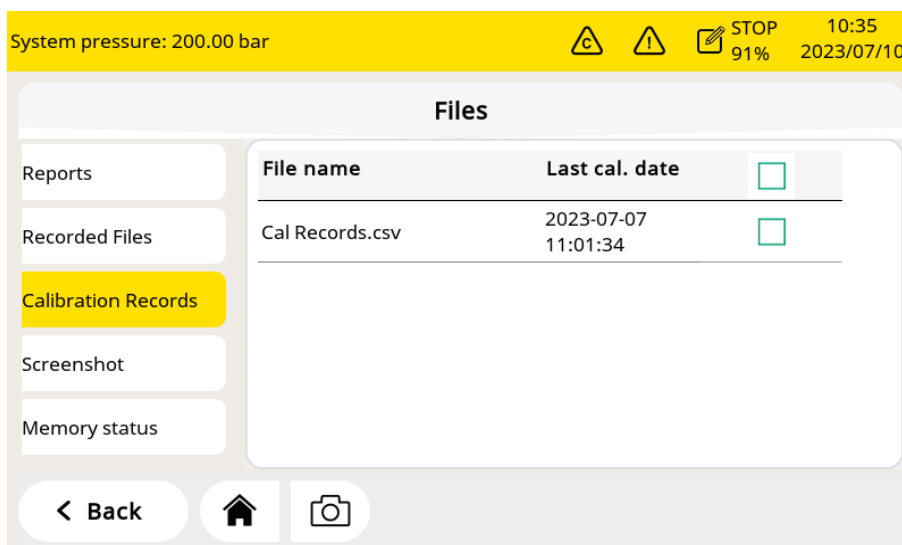 System pressure: 200.00 bar
C
!
STOP
91%
10:35
2023/07/10
Files
Reports
Recorded Files
Calibration Records
Screenshot
Memory status
File name Last cal. date
Cal Records.csv 2023-07-07
11:01:34
< Back